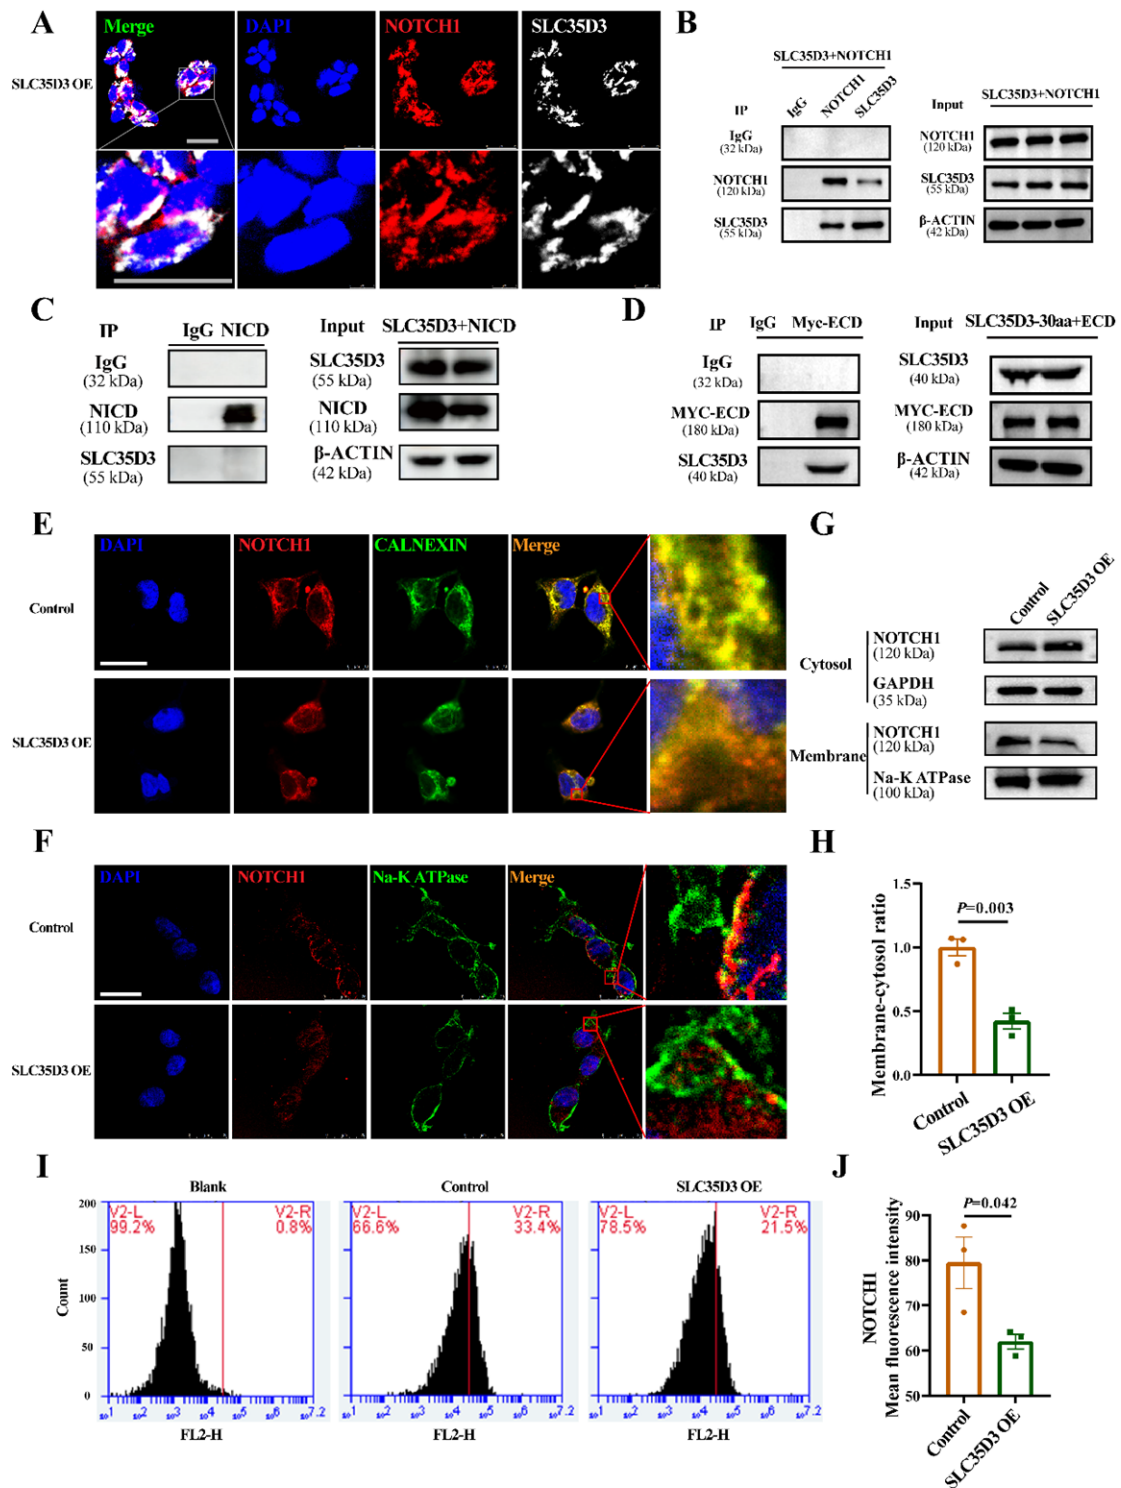 A
Merge
DAPI
NOTCH1
SLC35D3
SLC35D3 OE
B
SLC35D3+NOTCH1
IP
IgG
NOTCH1
SLC35D3
IgG
(32 kDa)
NOTCH1
(120 kDa)
SLC35D3
(55 kDa)
Input
SLC35D3+NOTCH1
NOTCH1
(120 kDa)
SLC35D3
(55 kDa)
β-ACTIN
(42 kDa)
C
IP
IgG NICD
IgG
(32 kDa)
NICD
(110 kDa)
SLC35D3
(55 kDa)
Input
SLC35D3+NICD
SLC35D3
(55 kDa)
NICD
(110 kDa)
β-ACTIN
(42 kDa)
D
IP
IgG Myc-ECD
IgG
(32 kDa)
MYC-ECD
(180 kDa)
SLC35D3
(40 kDa)
Input
SLC35D3-30aa+ECD
SLC35D3
(40 kDa)
MYC-ECD
(180 kDa)
β-ACTIN
(42 kDa)
E
DAPI
NOTCH1
CALNEXIN
Merge
Control
SLC35D3 OE
F
DAPI
NOTCH1
Na-K ATPase
Merge
Control
SLC35D3 OE
G
Control
SLC35D3 OE
Cytosol
NOTCH1
(120 kDa)
GAPDH
(35 kDa)
Membrane
NOTCH1
(120 kDa)
Na-K ATPase
(100 kDa)
H
Membrane-cytosol ratio
1.5
1.0
0.5
0.0
P=0.003
Control
SLC35D3 OE
I
Blank
V2-L
99.2%
V2-R
0.8%
Count
200
150
100
50
0
FL2-H
Control
V2-L
66.6%
V2-R
33.4%
FL2-H
SLC35D3 OE
V2-L
78.5%
V2-R
21.5%
FL2-H
J
NOTCH1
Mean fluorescence intensity
90
80
70
60
50
P=0.042
Control
SLC35D3 OE